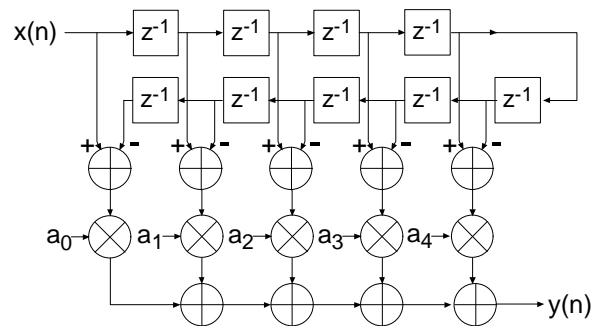 x(n) z⁻¹ z⁻¹ z⁻¹ z⁻¹
z⁻¹ z⁻¹ z⁻¹ z⁻¹ z⁻¹
+ - + - + - + - + -
a₀ a₁ a₂ a₃ a₄
y(n)